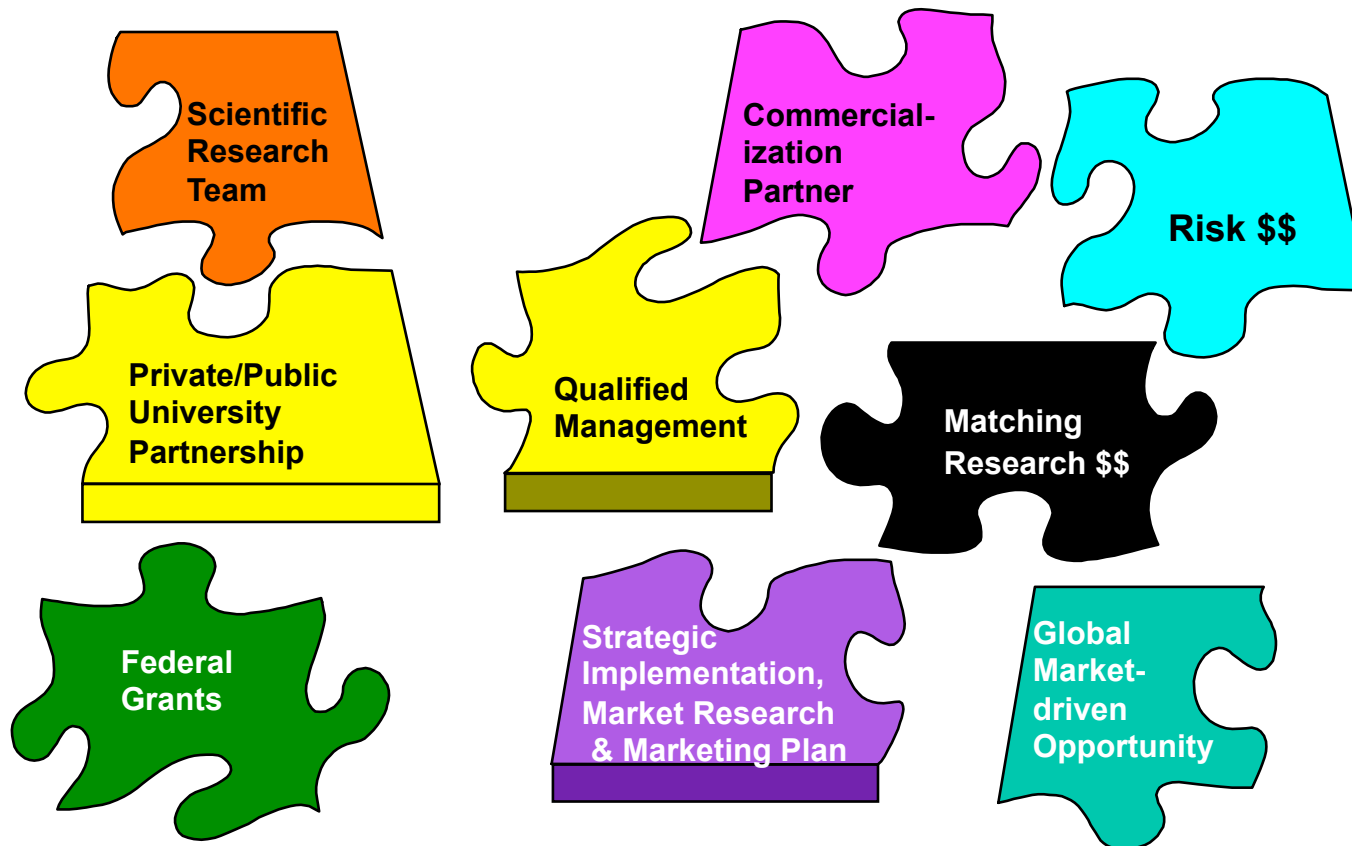 Scientific
Research
Team
Commercial-
ization
Partner
Risk $$
Private/Public
University
Partnership
Qualified
Management
Matching
Research $$
Federal
Grants
Strategic
Implementation,
Market Research
& Marketing Plan
Global
Market-
driven
Opportunity